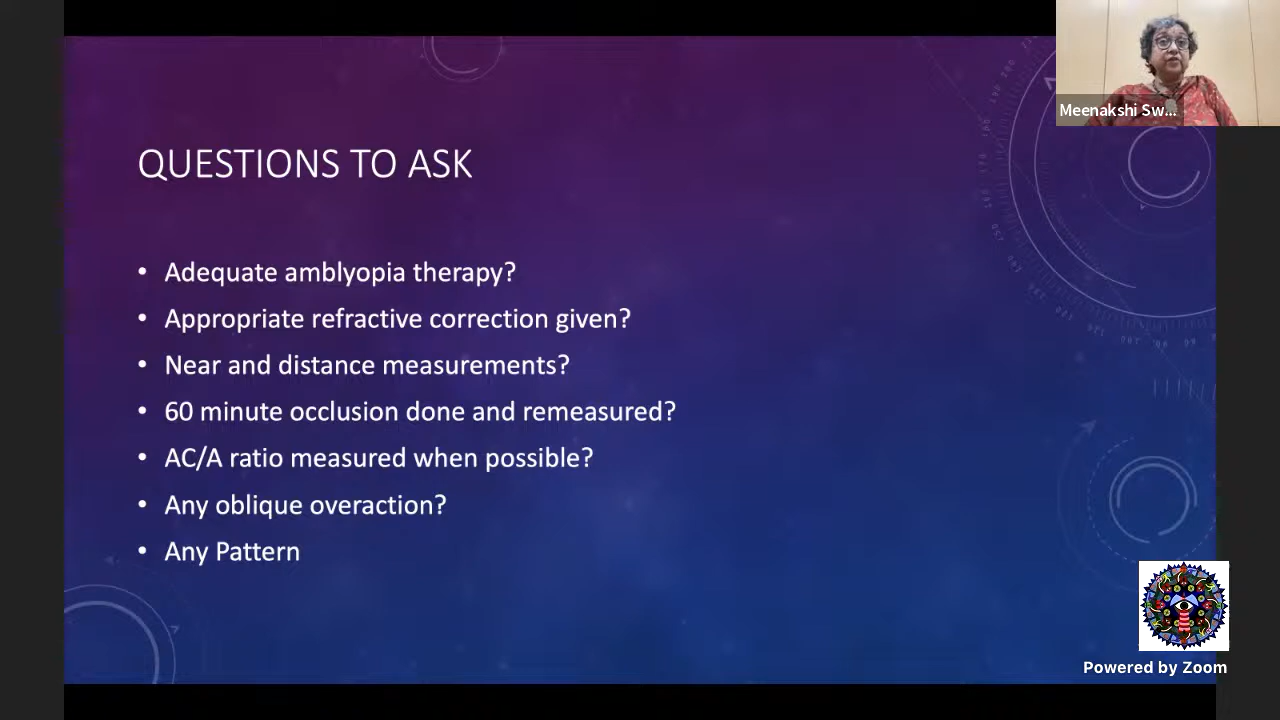 Meenakshi Sw...
QUESTIONS TO ASK
• Adequate amblyopia therapy?
• Appropriate refractive correction given?
• Near and distance measurements?
• 60 minute occlusion done and remeasured?
• AC/A ratio measured when possible?
• Any oblique overaction?
• Any Pattern
Powered by Zoom